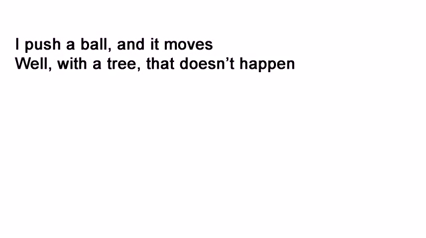 I push a ball, and it moves
Well, with a tree, that doesn’t happen